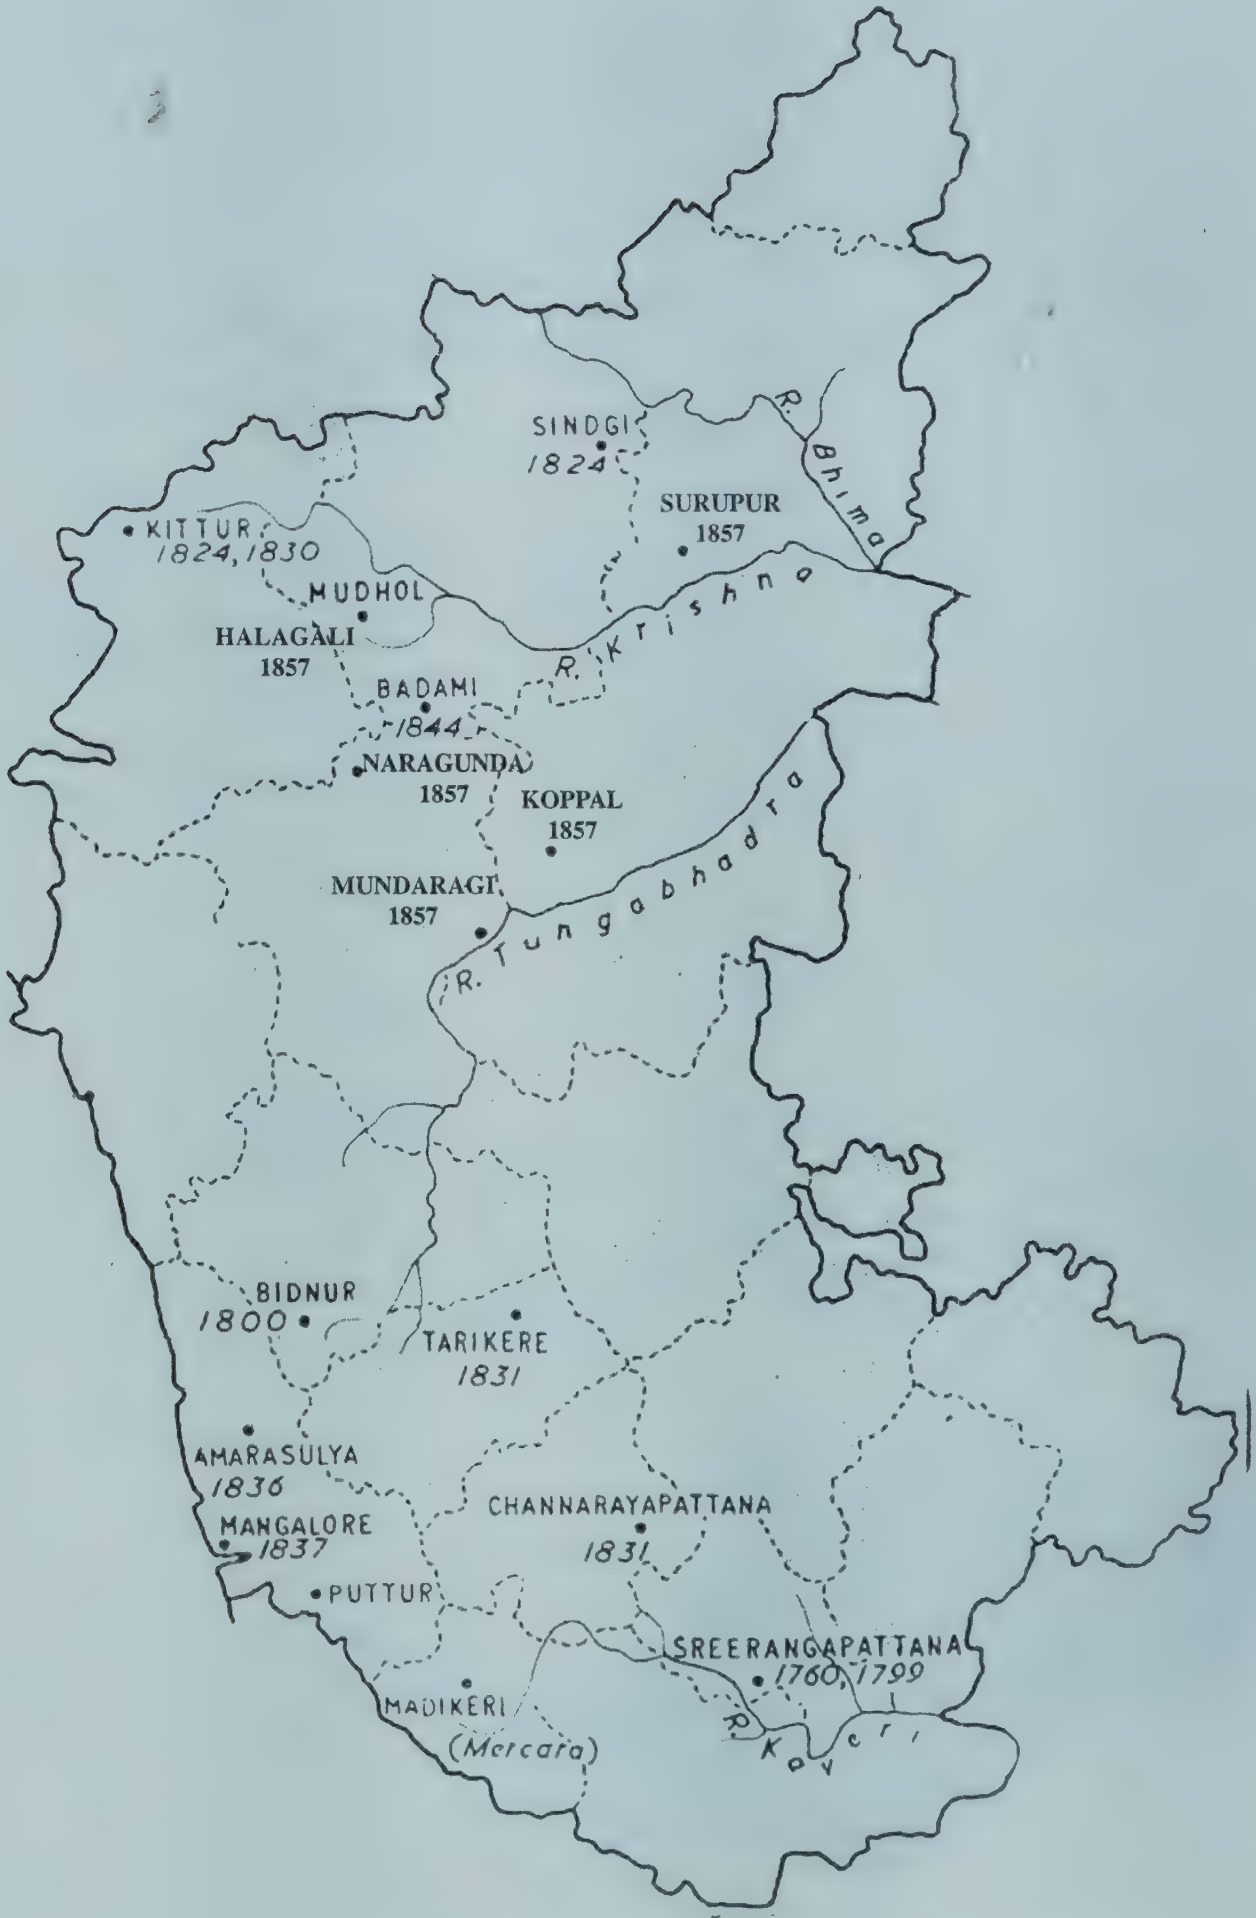 SINDGI
1824
R. Bhima
SURUPUR
1857
KITTUR
1824,1830
MUDHOL
R. Krishna
HALAGALI
1857
BADAMI
1844
NARAGUNDA
1857
KOPPAL
1857
MUNDARAGI
1857
R. Tungabhadra
BIDNUR
1800
TARIKERE
1831
AMARASULYA
1836
CHANNARAYAPATTANA
1831
MANGALORE
1837
PUTTUR
SREERANGAPATTANA
1760, 1799
MADIKERI
(Mercara)
R. Kaveri